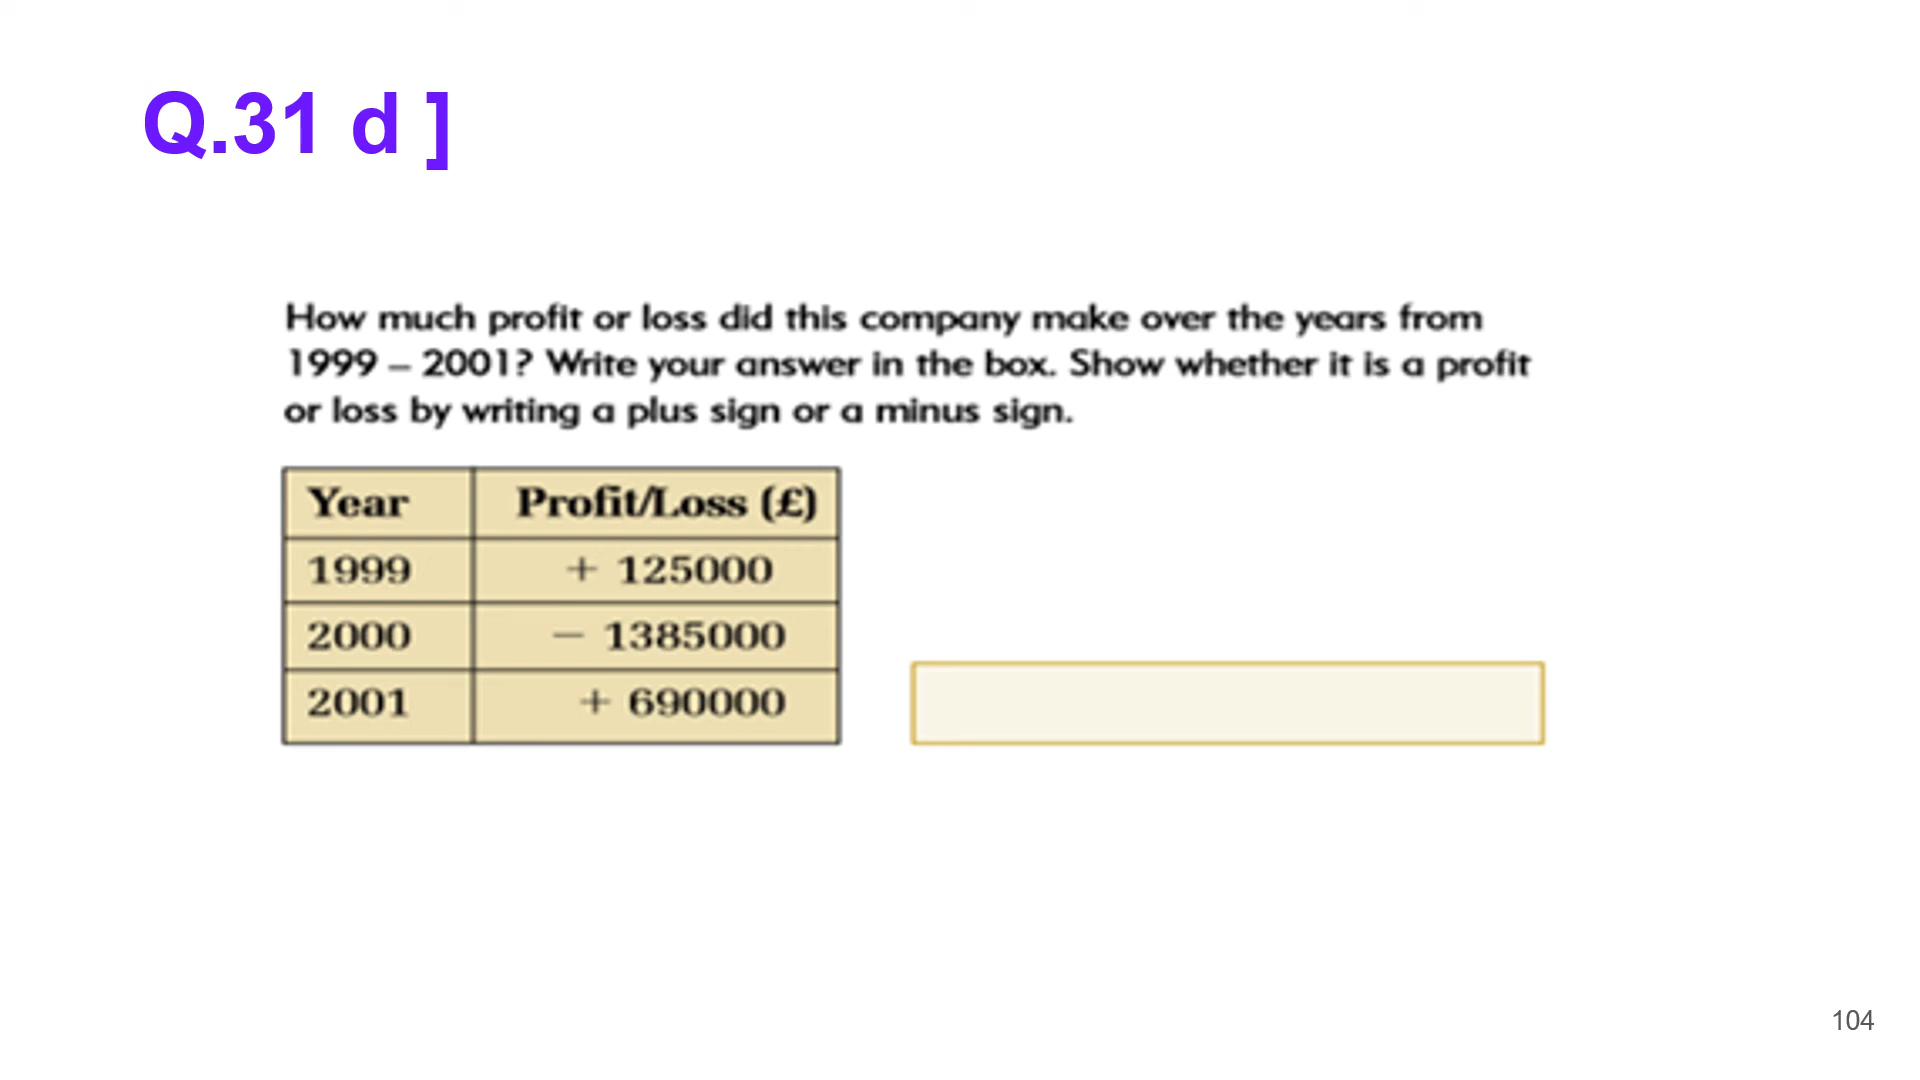 Q.31 d ]
How much profit or loss did this company make over the years from
1999 – 2001? Write your answer in the box. Show whether it is a profit
or loss by writing a plus sign or a minus sign.
Year Profit/Loss (£)
1999 + 125000
2000 − 1385000
2001 + 690000
104